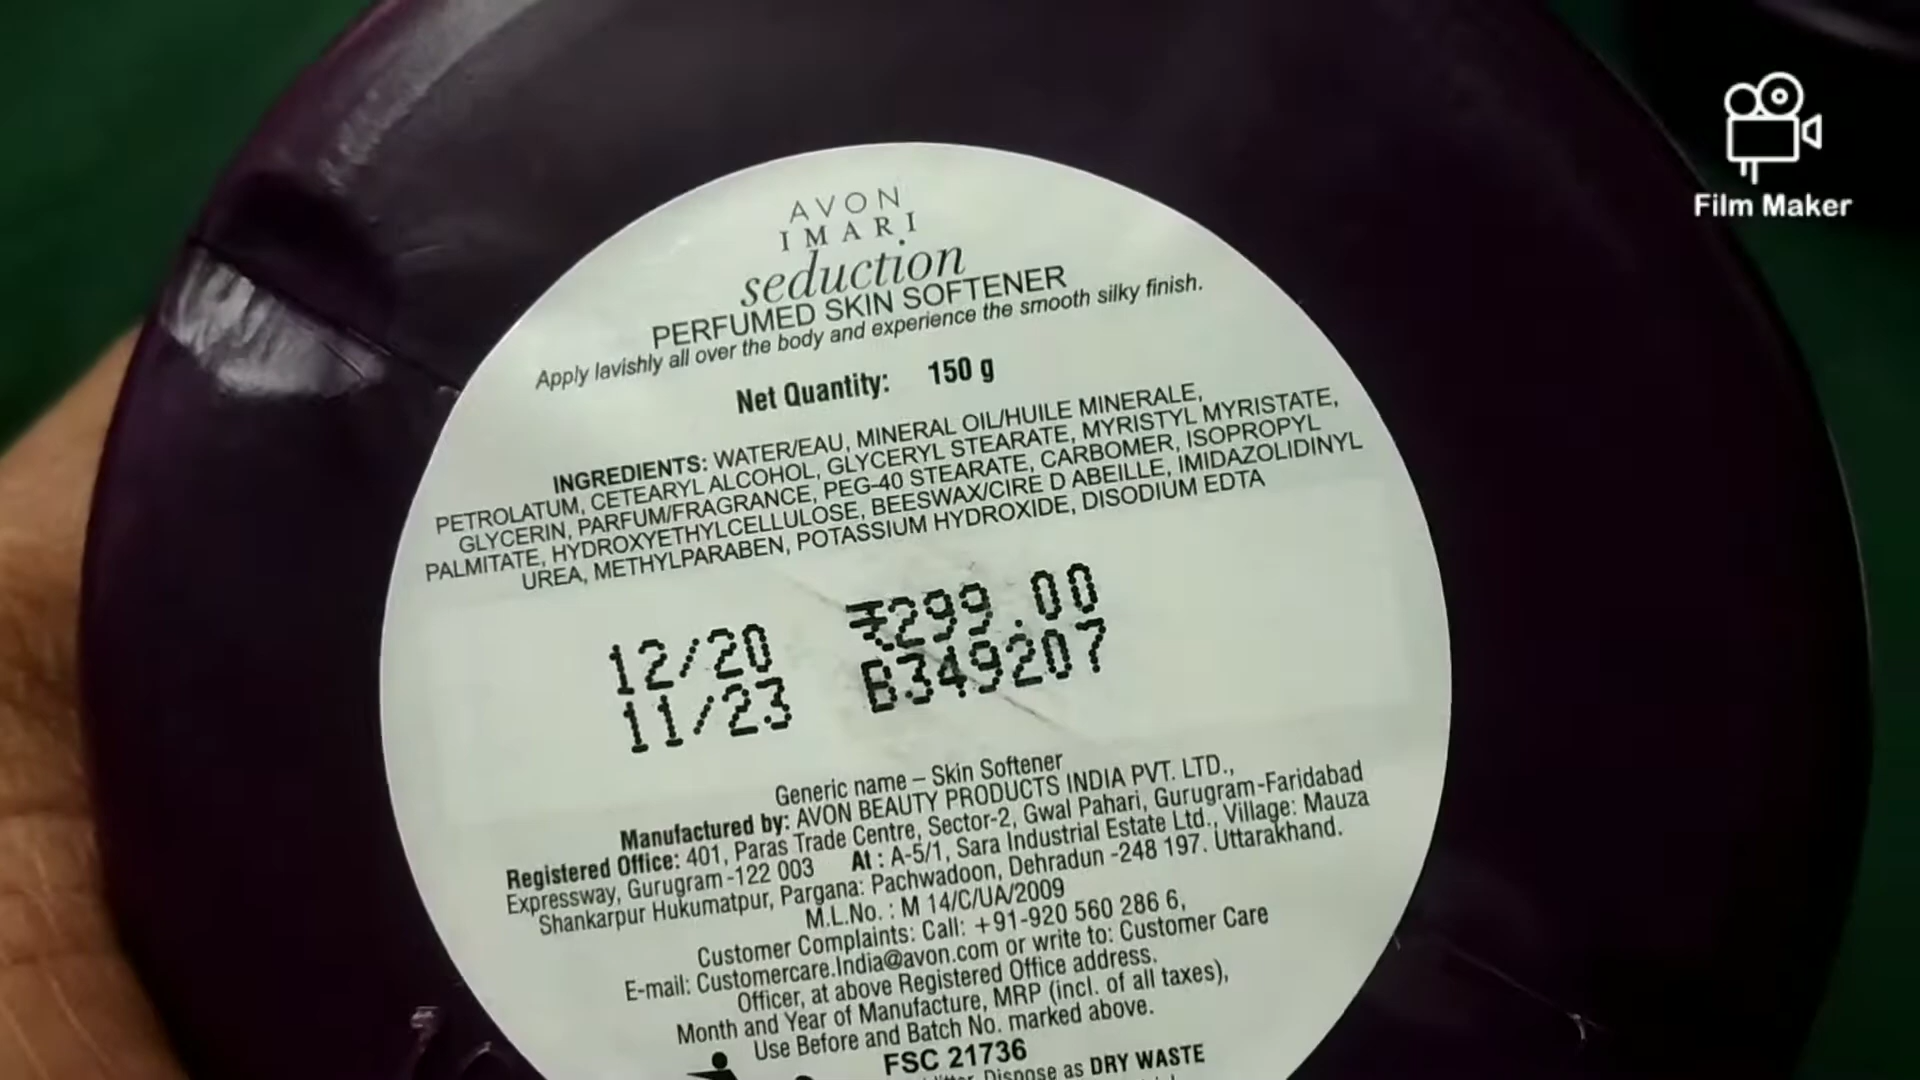 Film Maker
AVON
IMARI
seduction
PERFUMED SKIN SOFTENER
Apply lavishly all over the body and experience the smooth silky finish.
Net Quantity: 150 g
INGREDIENTS: WATER/EAU, MINERAL OIL/HUILE MINERALE,
PETROLATUM, CETEARYL ALCOHOL, GLYCERYL STEARATE, MYRISTYL MYRISTATE,
GLYCERIN, PARFUM/FRAGRANCE, PEG-40 STEARATE, CARBOMER, ISOPROPYL
PALMITATE, HYDROXYETHYLCELLULOSE, BEESWAX/CIRE D ABEILLE, IMIDAZOLIDINYL
UREA, METHYLPARABEN, POTASSIUM HYDROXIDE, DISODIUM EDTA
12/20 ₹299.00
11/23 B349207
Generic name – Skin Softener
Manufactured by: AVON BEAUTY PRODUCTS INDIA PVT. LTD.,
Registered Office: 401, Paras Trade Centre, Sector-2, Gwal Pahari, Gurugram-Faridabad
Expressway, Gurugram -122 003 At : A-5/1, Sara Industrial Estate Ltd., Village: Mauza
Shankarpur Hukumatpur, Pargana: Pachwadoon, Dehradun -248 197. Uttarakhand.
M.L.No. : M 14/C/UA/2009
Customer Complaints: Call: +91-920 560 286 6,
E-mail: Customercare.India@avon.com or write to: Customer Care
Officer, at above Registered Office address.
Month and Year of Manufacture, MRP (incl. of all taxes),
Use Before and Batch No. marked above.
FSC 21736
Dispose as DRY WASTE